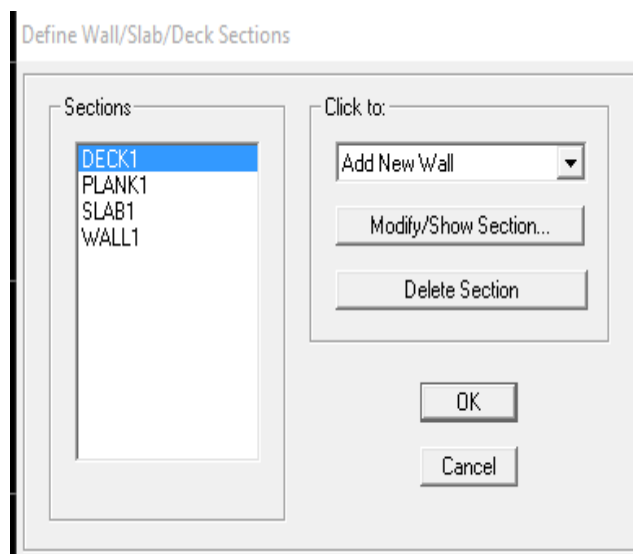 Define Wall/Slab/Deck Sections
Sections
DECK1
PLANK1
SLAB1
WALL1
Click to:
Add New Wall
Modify/Show Section...
Delete Section
OK
Cancel